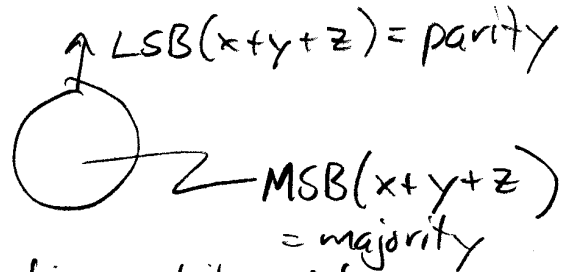 LSB(x+y+z) = parity
MSB(x+y+z)
= majority